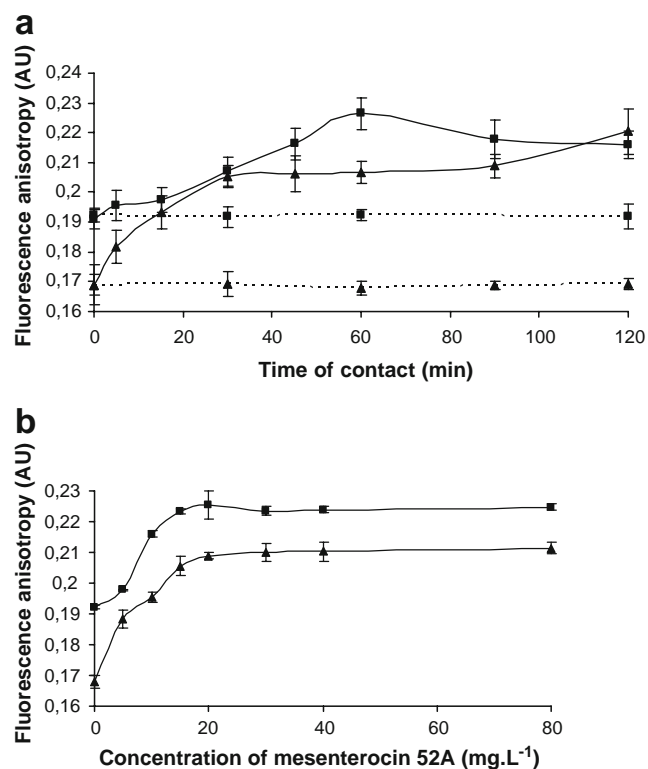 a
Fluorescence anisotropy (AU)
0,24
0,23
0,22
0,21
0,2
0,19
0,18
0,17
0,16
0 20 40 60 80 100 120
Time of contact (min)
b
Fluorescence anisotropy (AU)
0,23
0,22
0,21
0,2
0,19
0,18
0,17
0,16
0 20 40 60 80
Concentration of mesenterocin 52A (mg.L⁻¹)